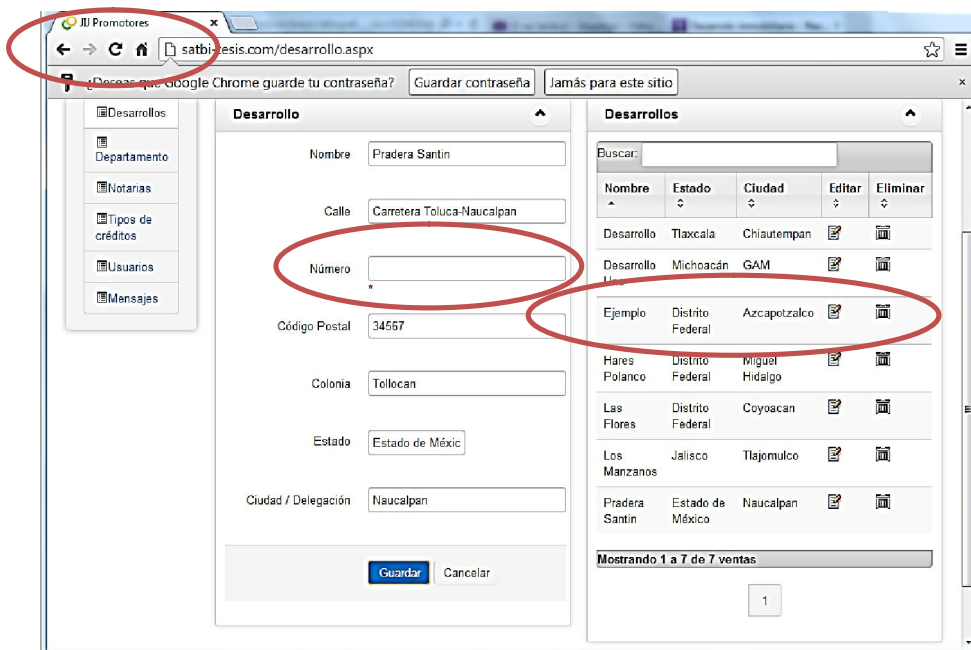 JIJ Promotores
satbi-tesis.com/desarrollo.aspx
¿Deseas que Google Chrome guarde tu contraseña? Guardar contraseña Jamás para este sitio
Desarrollos
Departamento
Notarias
Tipos de
créditos
Usuarios
Mensajes
Desarrollo
Nombre Pradera Santin
Calle Carretera Toluca-Naucalpan
Número
*
Código Postal 34567
Colonia Tollocan
Estado Estado de Méxic
Ciudad / Delegación Naucalpan
Guardar Cancelar
Desarrollos
Buscar:
Nombre Estado Ciudad Editar Eliminar
Desarrollo Tlaxcala Chiautempan
Desarrollo Michoacán GAM
Uno
Ejemplo Distrito Azcapotzalco
Federal
Hares Distrito Miguel
Polanco Federal Hidalgo
Las Distrito Coyoacan
Flores Federal
Los Jalisco Tlajomulco
Manzanos
Pradera Estado de Naucalpan
Santin México
Mostrando 1 a 7 de 7 ventas
1